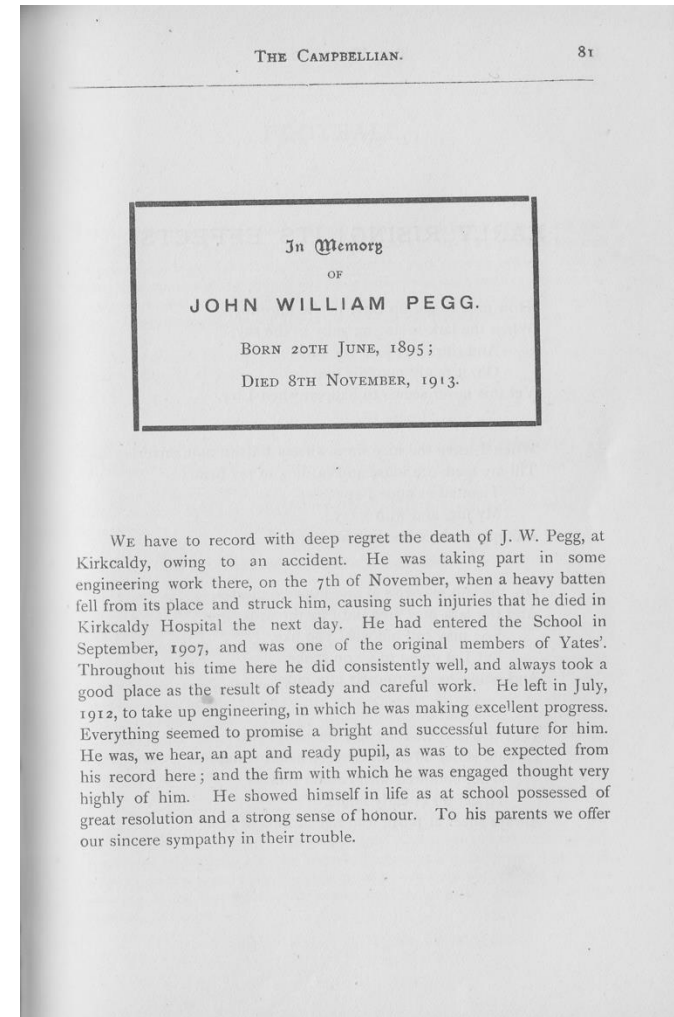 THE CAMPBELLIAN.
81
In Memory
OF
JOHN WILLIAM PEGG.
BORN 20TH JUNE, 1895;
DIED 8TH NOVEMBER, 1913.
WE have to record with deep regret the death of J. W. Pegg, at
Kirkcaldy, owing to an accident. He was taking part in some
engineering work there, on the 7th of November, when a heavy batten
fell from its place and struck him, causing such injuries that he died in
Kirkcaldy Hospital the next day. He had entered the School in
September, 1907, and was one of the original members of Yates'.
Throughout his time here he did consistently well, and always took a
good place as the result of steady and careful work. He left in July,
1912, to take up engineering, in which he was making excellent progress.
Everything seemed to promise a bright and successful future for him.
He was, we hear, an apt and ready pupil, as was to be expected from
his record here; and the firm with which he was engaged thought very
highly of him. He showed himself in life as at school possessed of
great resolution and a strong sense of honour. To his parents we offer
our sincere sympathy in their trouble.